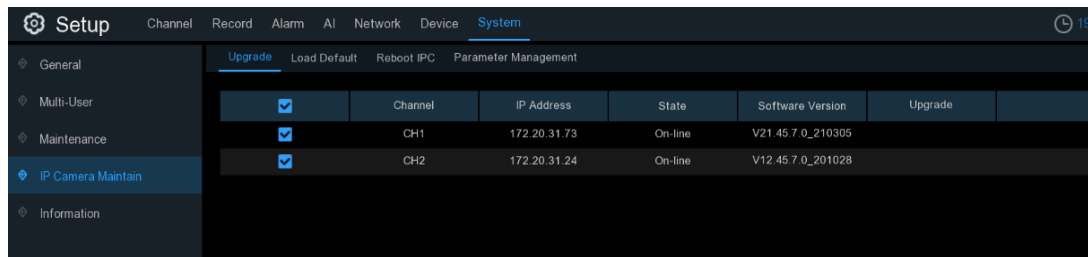 Setup Channel Record Alarm AI Network Device System
General
Upgrade Load Default Reboot IPC Parameter Management
Multi-User
Channel IP Address State Software Version Upgrade
Maintenance
CH1 172.20.31.73 On-line V21.45.7.0_210305
CH2 172.20.31.24 On-line V12.45.7.0_201028
IP Camera Maintain
Information